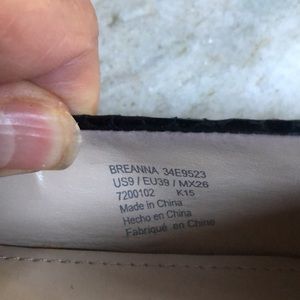 BREANNA 34E9523
US9 / EU39 / MX26
7200102 K15
Made in China
Hecho en China
Fabriqué en Chine